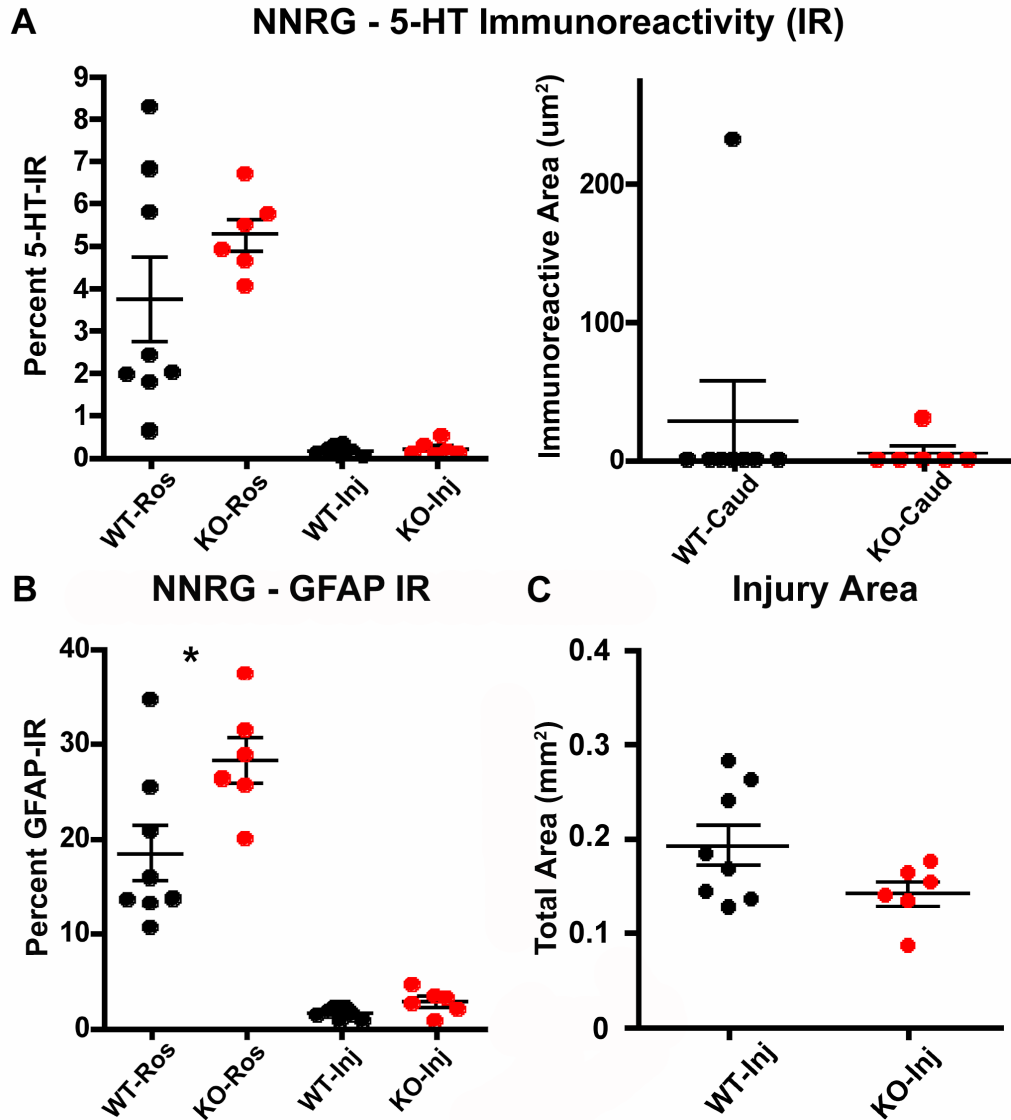 A NNRG - 5-HT Immunoreactivity (IR)
Percent 5-HT-IR
9
8
7
6
5
4
3
2
1
0
WT-Ros KO-Ros WT-Inj KO-Inj
Immunoreactive Area (um²)
200
100
0
WT-Caud KO-Caud
B NNRG - GFAP IR
*
Percent GFAP-IR
40
30
20
10
0
WT-Ros KO-Ros WT-Inj KO-Inj
C Injury Area
Total Area (mm²)
0.4
0.3
0.2
0.1
0
WT-Inj KO-Inj